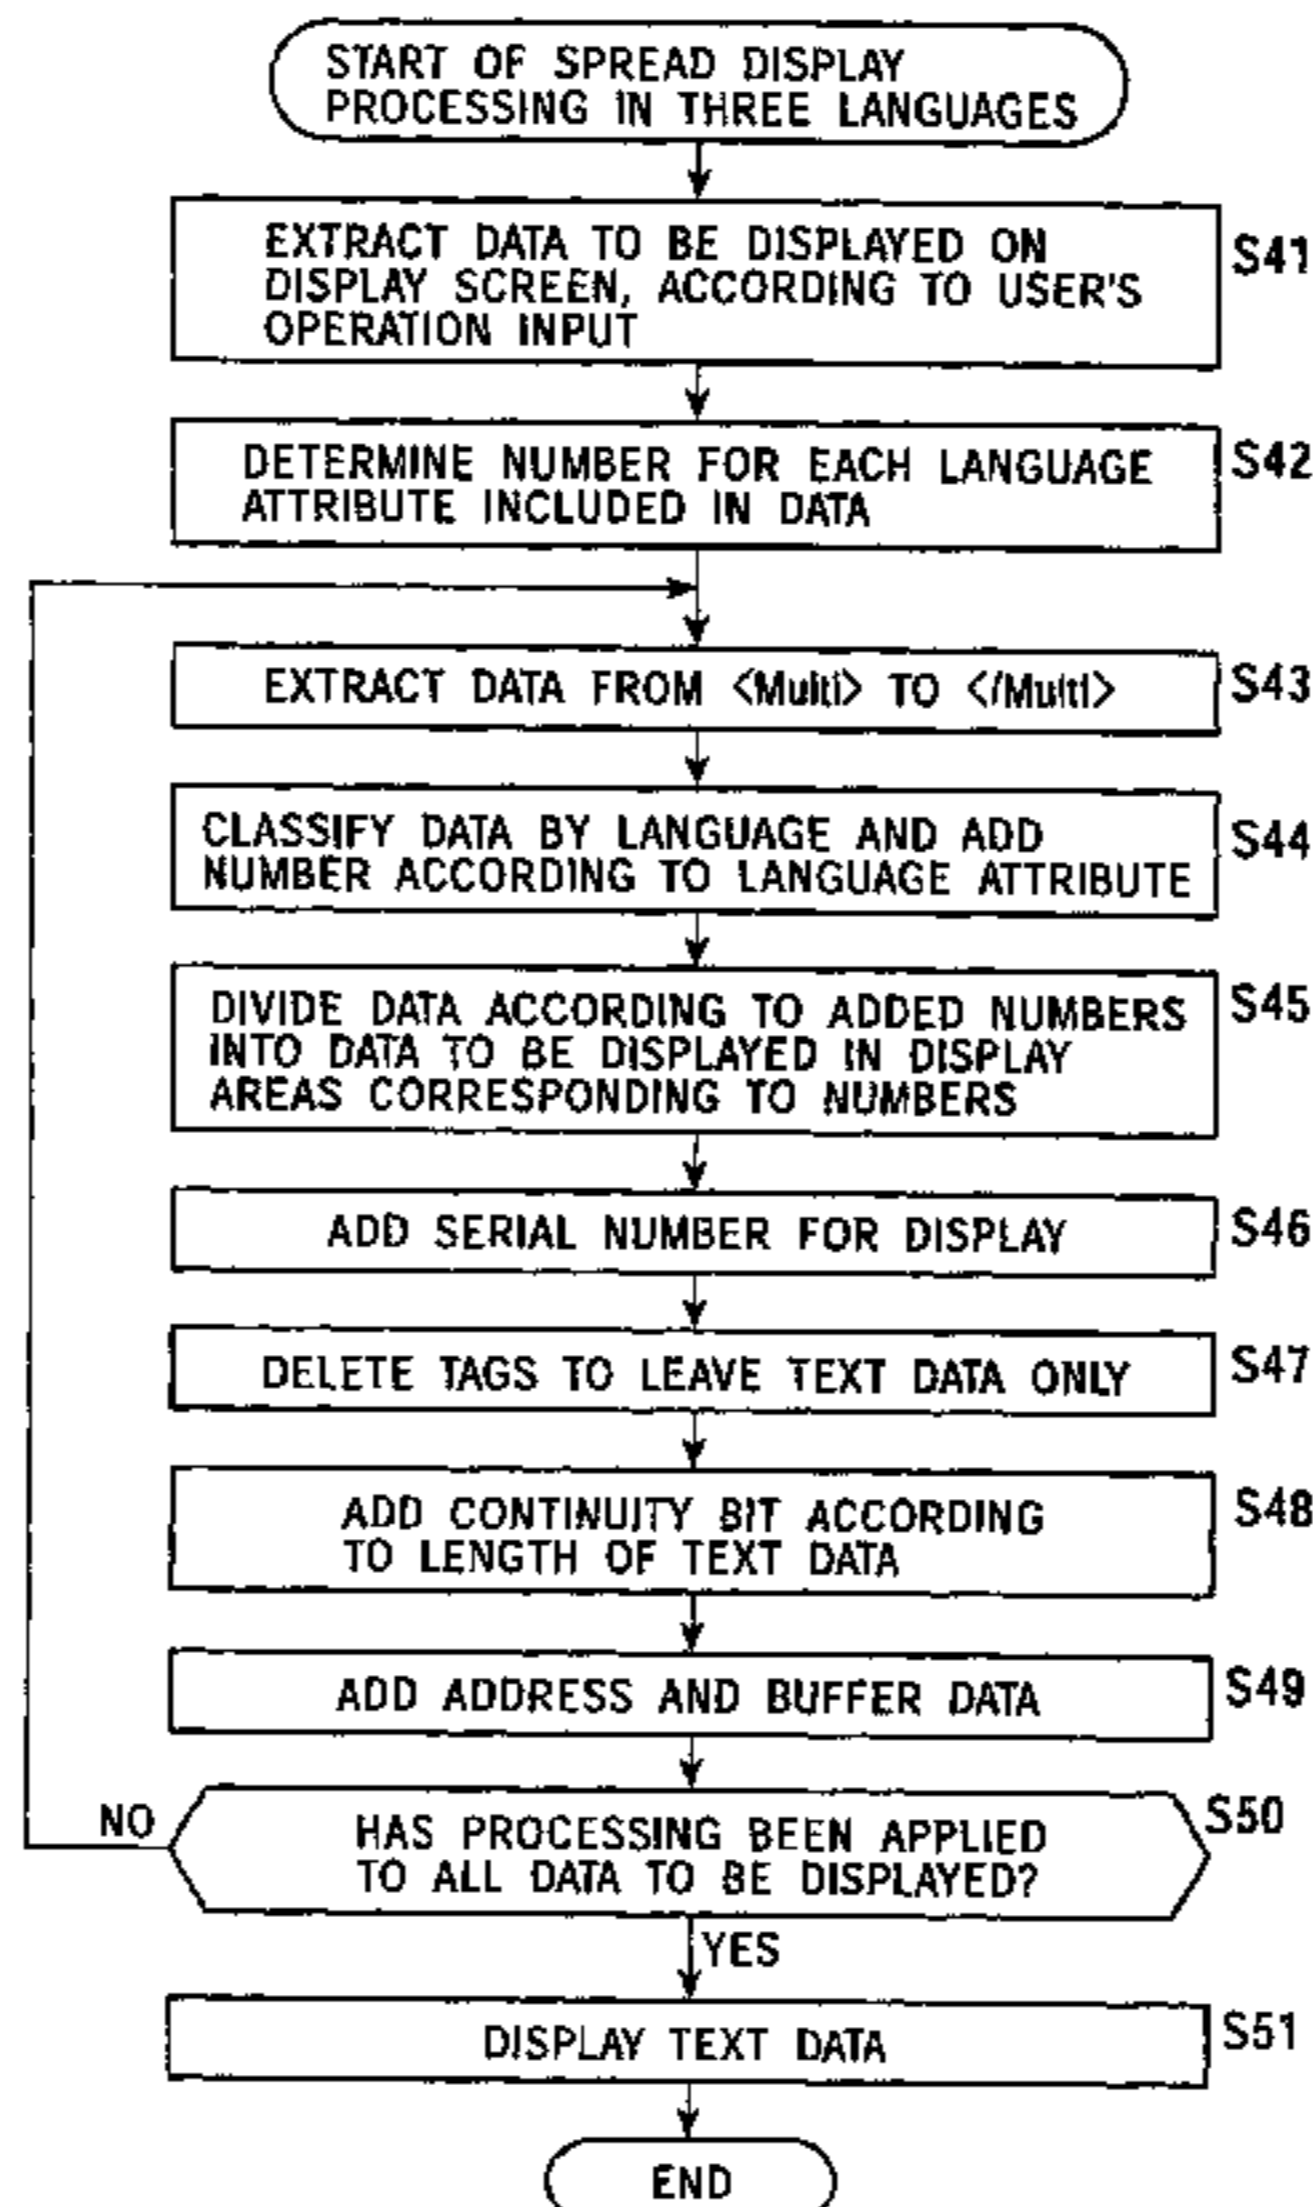 START OF SPREAD DISPLAY
PROCESSING IN THREE LANGUAGES
EXTRACT DATA TO BE DISPLAYED ON
DISPLAY SCREEN, ACCORDING TO USER'S
OPERATION INPUT
S41
DETERMINE NUMBER FOR EACH LANGUAGE
ATTRIBUTE INCLUDED IN DATA
S42
EXTRACT DATA FROM <Multi> TO </Multi>
S43
CLASSIFY DATA BY LANGUAGE AND ADD
NUMBER ACCORDING TO LANGUAGE ATTRIBUTE
S44
DIVIDE DATA ACCORDING TO ADDED NUMBERS
INTO DATA TO BE DISPLAYED IN DISPLAY
AREAS CORRESPONDING TO NUMBERS
S45
ADD SERIAL NUMBER FOR DISPLAY
S46
DELETE TAGS TO LEAVE TEXT DATA ONLY
S47
ADD CONTINUITY BIT ACCORDING
TO LENGTH OF TEXT DATA
S48
ADD ADDRESS AND BUFFER DATA
S49
NO
HAS PROCESSING BEEN APPLIED
TO ALL DATA TO BE DISPLAYED?
S50
YES
DISPLAY TEXT DATA
S51
END